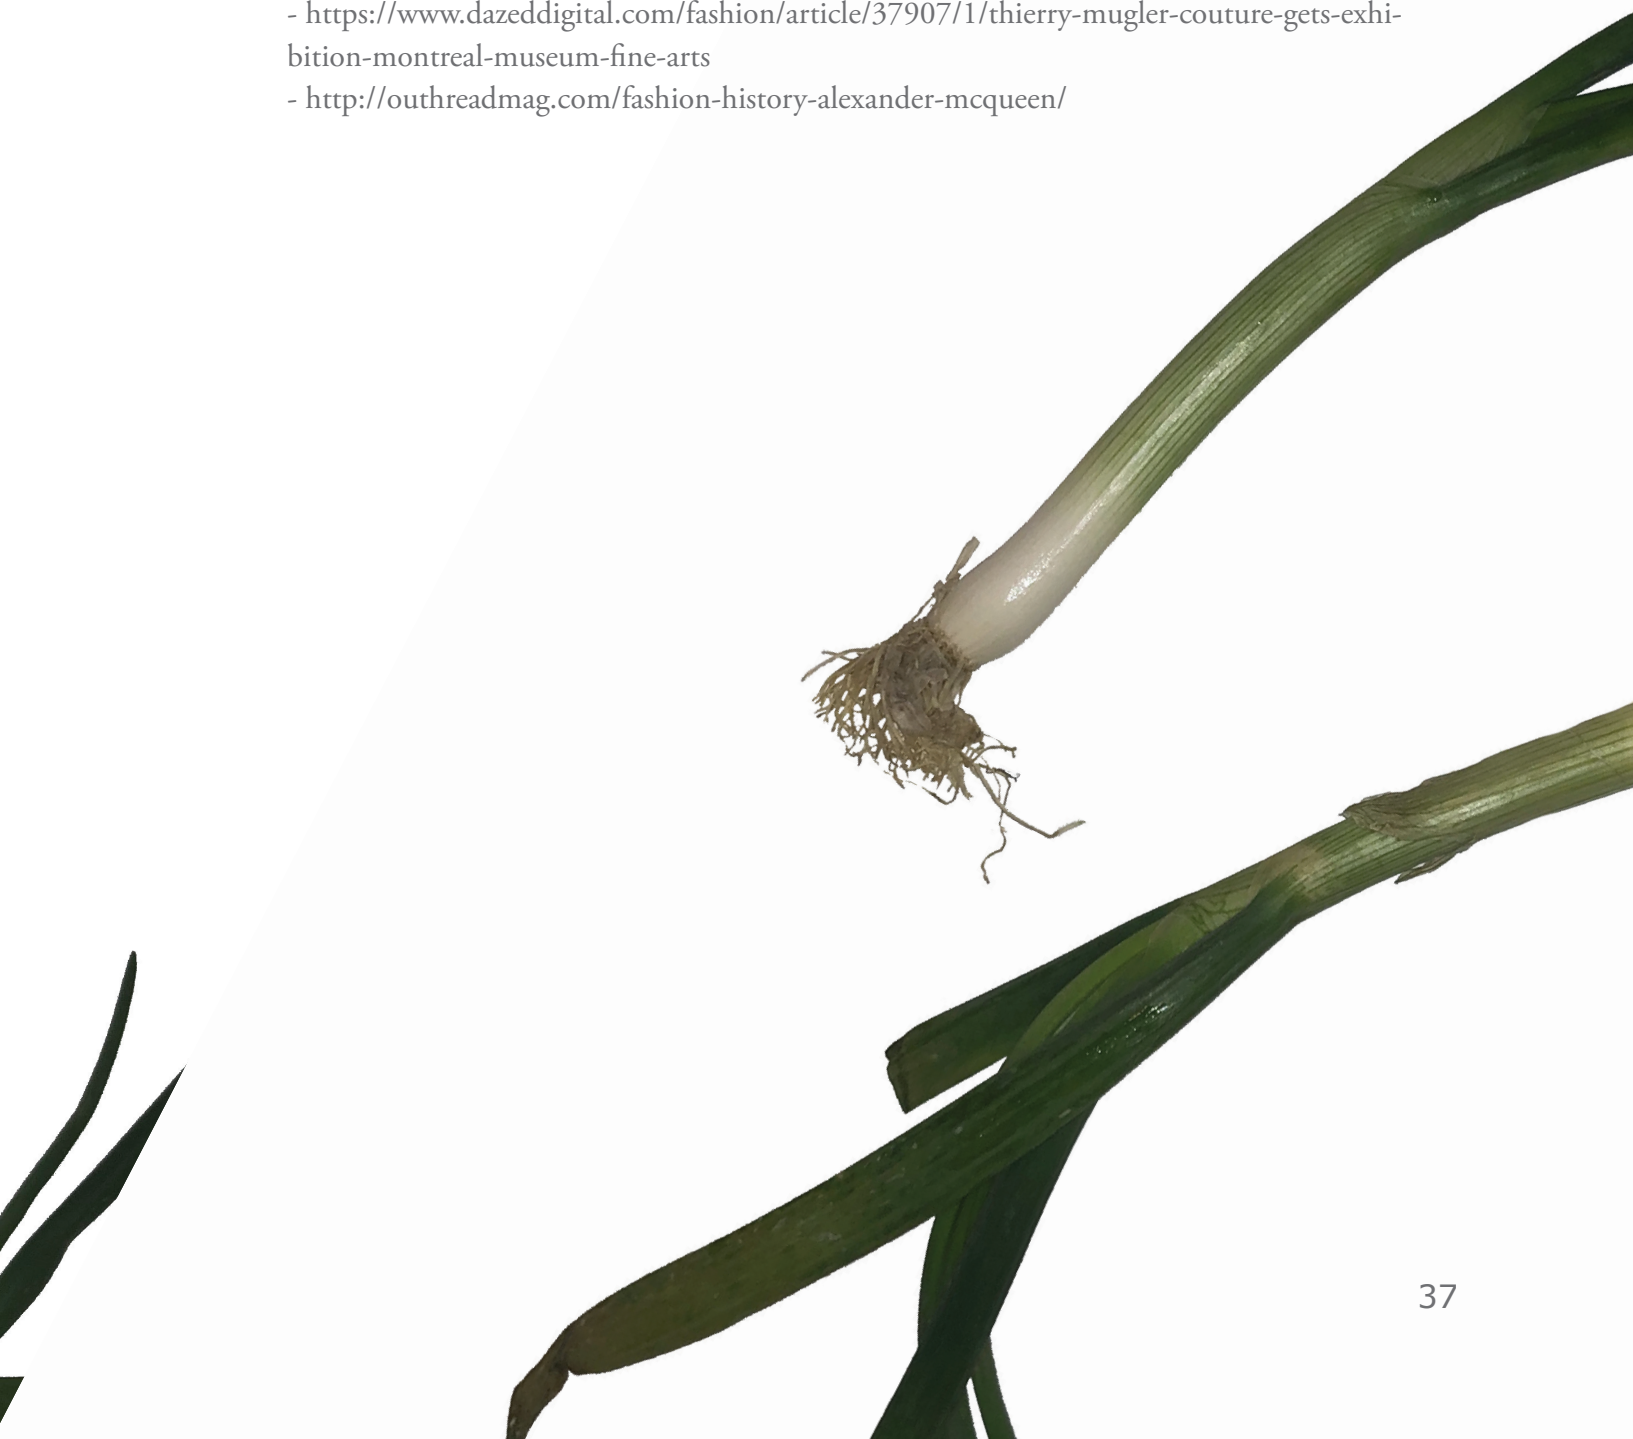 - https://www.dazeddigital.com/fashion/article/37907/1/thierry-mugler-couture-gets-exhi-
bition-montreal-museum-fine-arts
- http://outhreadmag.com/fashion-history-alexander-mcqueen/
37